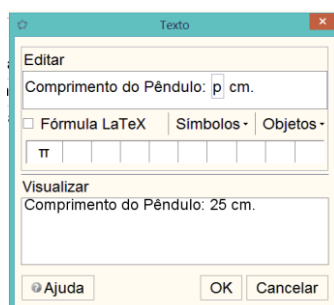 Texto
Editar
Comprimento do Pêndulo: p cm.
Fórmula LaTeX Símbolos Objetos
π
Visualizar
Comprimento do Pêndulo: 25 cm.
Ajuda OK Cancelar